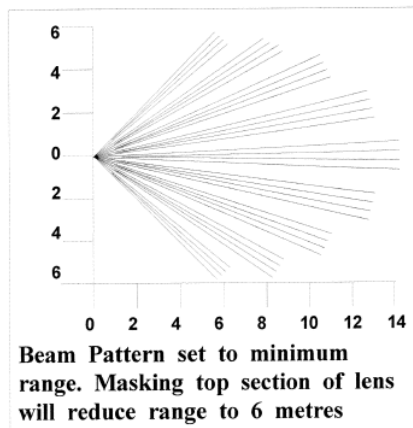 6
4
2
0
2
4
6
0 2 4 6 8 10 12 14
Beam Pattern set to minimum
range. Masking top section of lens
will reduce range to 6 metres